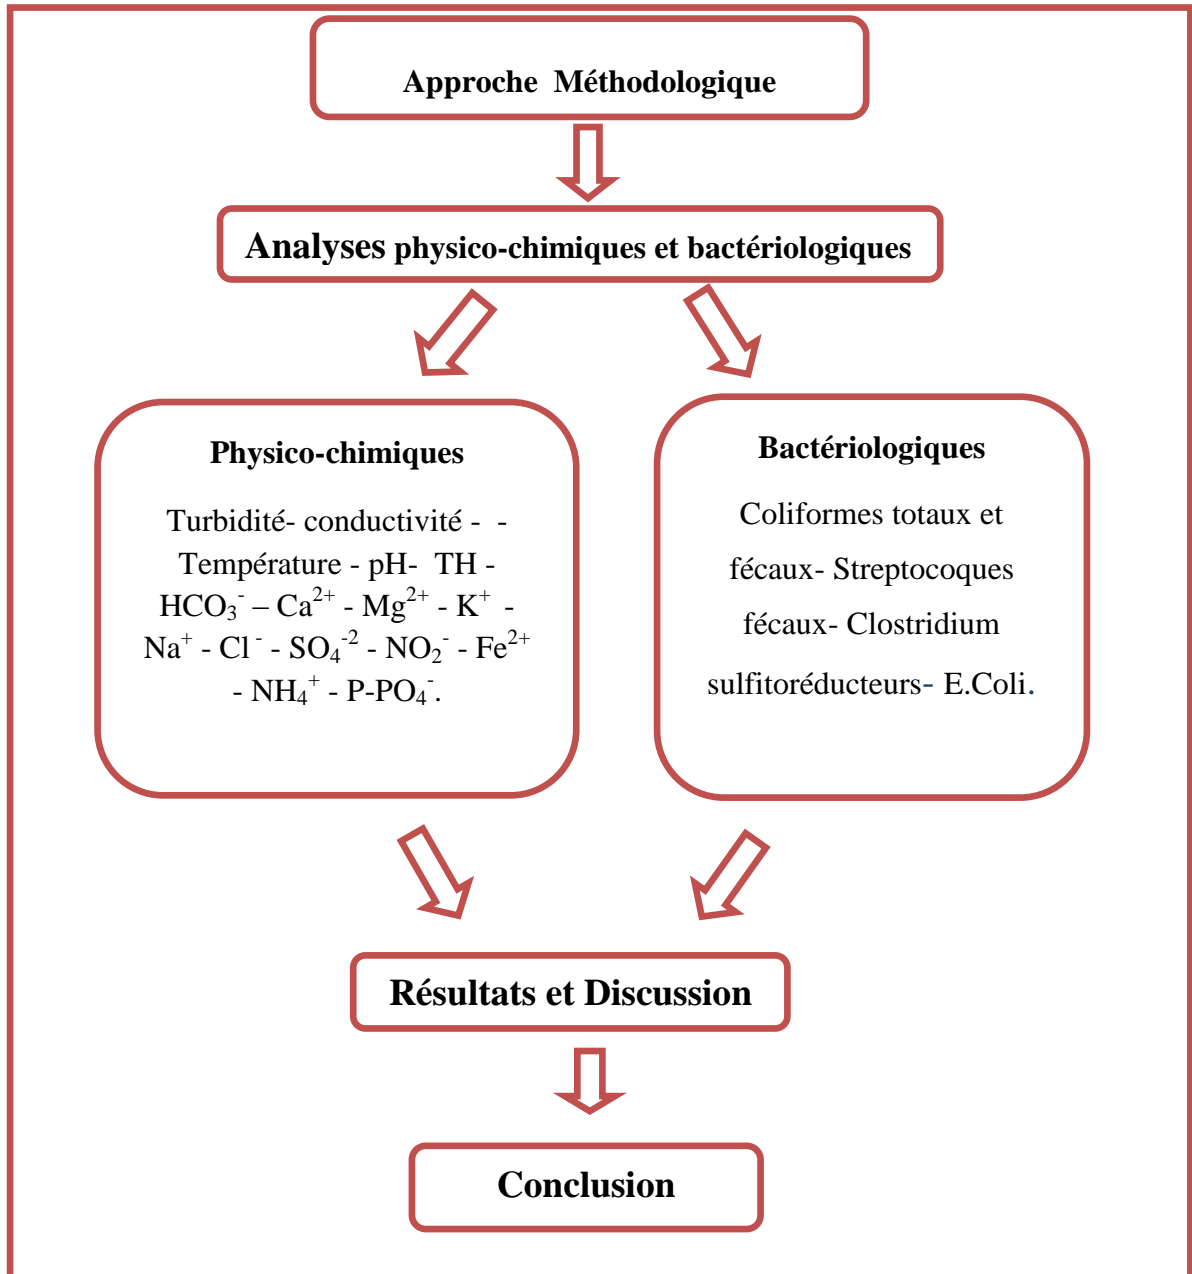 Approche Méthodologique
Analyses physico-chimiques et bactériologiques
Physico-chimiques
Turbidité- conductivité - -
Température - pH- TH -
HCO₃⁻ – Ca²⁺ - Mg²⁺ - K⁺ -
Na⁺ - Cl ⁻ - SO₄⁻² - NO₂⁻ - Fe²⁺
- NH₄⁺ - P-PO₄⁻.
Bactériologiques
Coliformes totaux et
fécaux- Streptocoques
fécaux- Clostridium
sulfitoréducteurs- E.Coli.
Résultats et Discussion
Conclusion